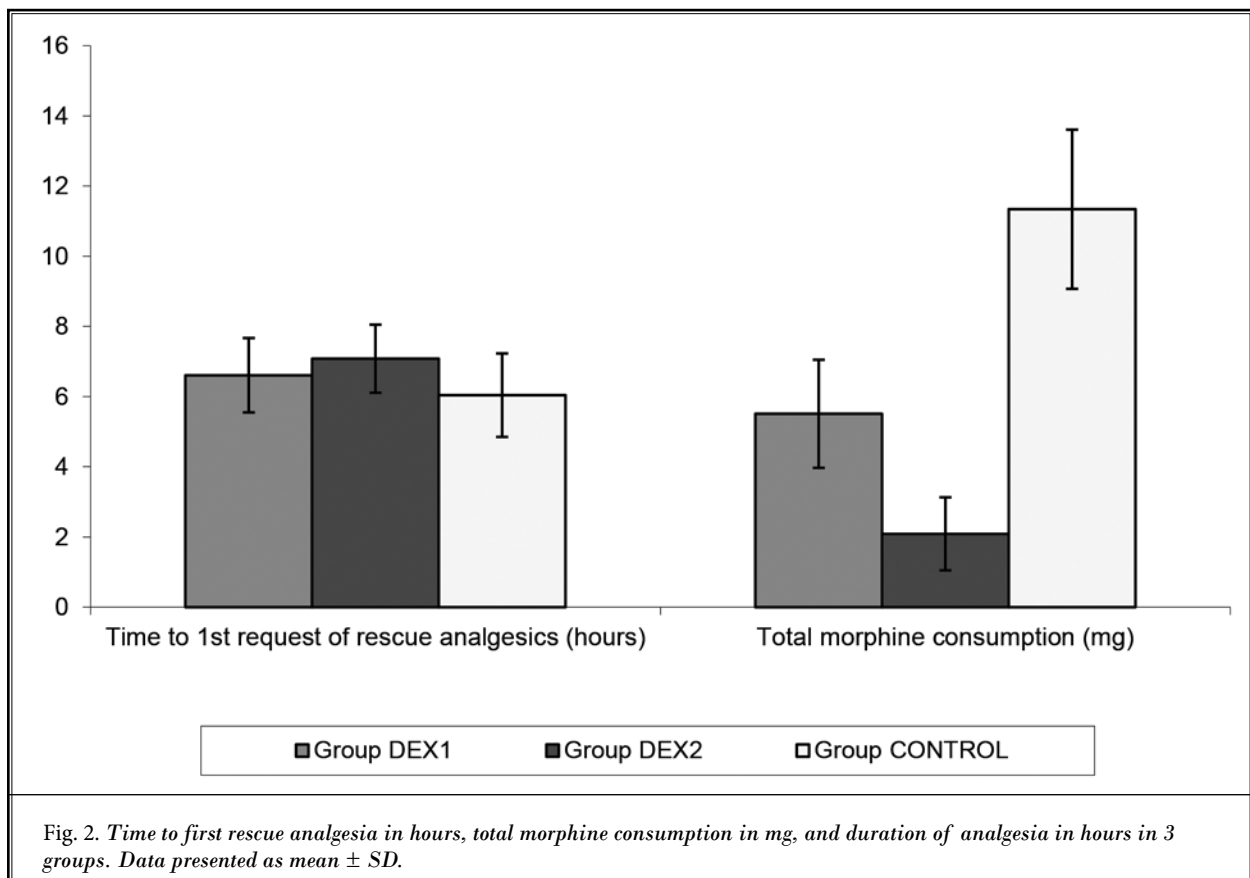 16
14
12
10
8
6
4
2
0
Time to 1st request of rescue analgesics (hours) Total morphine consumption (mg)
Group DEX1 Group DEX2 Group CONTROL
Fig. 2. Time to first rescue analgesia in hours, total morphine consumption in mg, and duration of analgesia in hours in 3
groups. Data presented as mean ± SD.